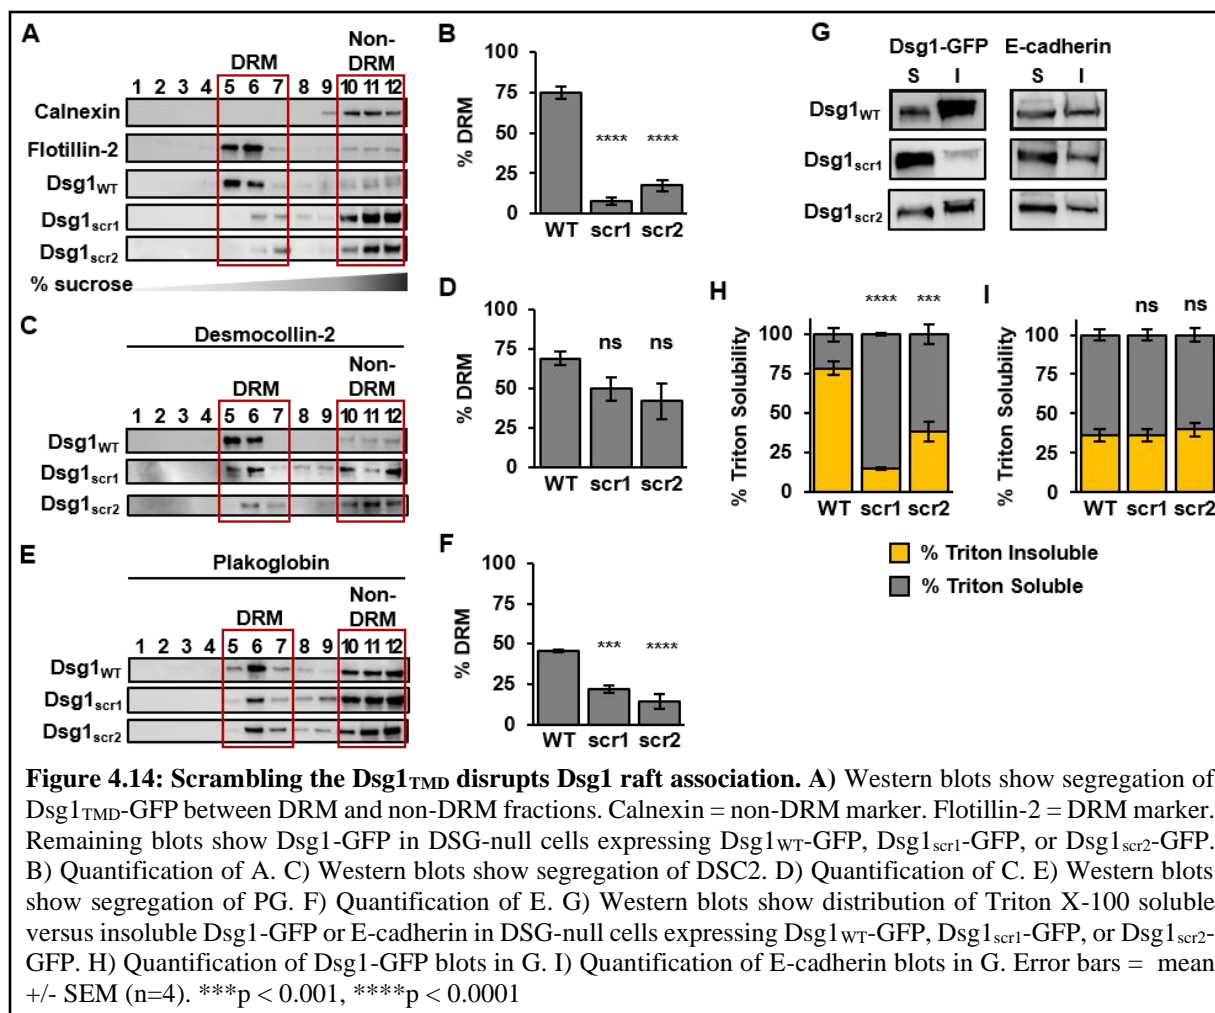 A
DRM
Non-
DRM
1 2 3 4 5 6 7 8 9 10 11 12
Calnexin
Flotillin-2
Dsg1WT
Dsg1scr1
Dsg1scr2
% sucrose
B
% DRM
100
75
50
25
0
WT scr1 scr2
**** ****
C
Desmocollin-2
DRM
Non-
DRM
1 2 3 4 5 6 7 8 9 10 11 12
Dsg1WT
Dsg1scr1
Dsg1scr2
D
% DRM
100
75
50
25
0
ns ns
WT scr1 scr2
E
Plakoglobin
DRM
Non-
DRM
1 2 3 4 5 6 7 8 9 10 11 12
Dsg1WT
Dsg1scr1
Dsg1scr2
F
% DRM
100
75
50
25
0
*** ****
WT scr1 scr2
G
Dsg1-GFP E-cadherin
S I S I
Dsg1WT
Dsg1scr1
Dsg1scr2
H
% Triton Solubility
100
75
50
25
0
**** ***
WT scr1 scr2
I
% Triton Solubility
100
75
50
25
0
ns ns
WT scr1 scr2
% Triton Insoluble
% Triton Soluble
Figure 4.14: Scrambling the Dsg1TMD disrupts Dsg1 raft association. A) Western blots show segregation of
Dsg1TMD-GFP between DRM and non-DRM fractions. Calnexin = non-DRM marker. Flotillin-2 = DRM marker.
Remaining blots show Dsg1-GFP in DSG-null cells expressing Dsg1WT-GFP, Dsg1scr1-GFP, or Dsg1scr2-GFP.
B) Quantification of A. C) Western blots show segregation of DSC2. D) Quantification of C. E) Western blots
show segregation of PG. F) Quantification of E. G) Western blots show distribution of Triton X-100 soluble
versus insoluble Dsg1-GFP or E-cadherin in DSG-null cells expressing Dsg1WT-GFP, Dsg1scr1-GFP, or Dsg1scr2-
GFP. H) Quantification of Dsg1-GFP blots in G. I) Quantification of E-cadherin blots in G. Error bars = mean
+/- SEM (n=4). ***p < 0.001, ****p < 0.0001